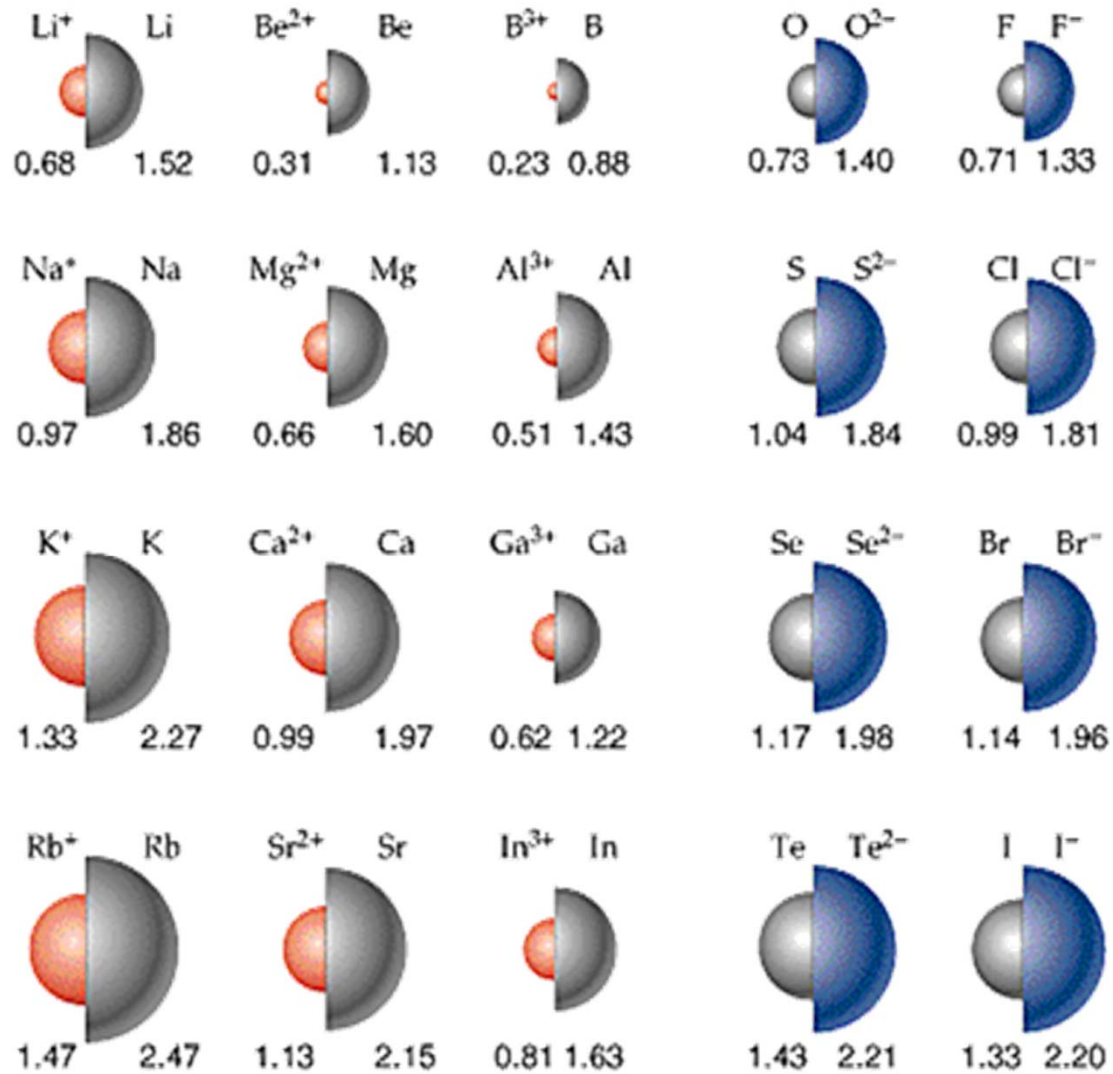 Li⁺ Li Be²⁺ Be B³⁺ B O O²⁻ F F⁻
0.68 1.52 0.31 1.13 0.23 0.88 0.73 1.40 0.71 1.33
Na⁺ Na Mg²⁺ Mg Al³⁺ Al S S²⁻ Cl Cl⁻
0.97 1.86 0.66 1.60 0.51 1.43 1.04 1.84 0.99 1.81
K⁺ K Ca²⁺ Ca Ga³⁺ Ga Se Se²⁻ Br Br⁻
1.33 2.27 0.99 1.97 0.62 1.22 1.17 1.98 1.14 1.96
Rb⁺ Rb Sr²⁺ Sr In³⁺ In Te Te²⁻ I I⁻
1.47 2.47 1.13 2.15 0.81 1.63 1.43 2.21 1.33 2.20